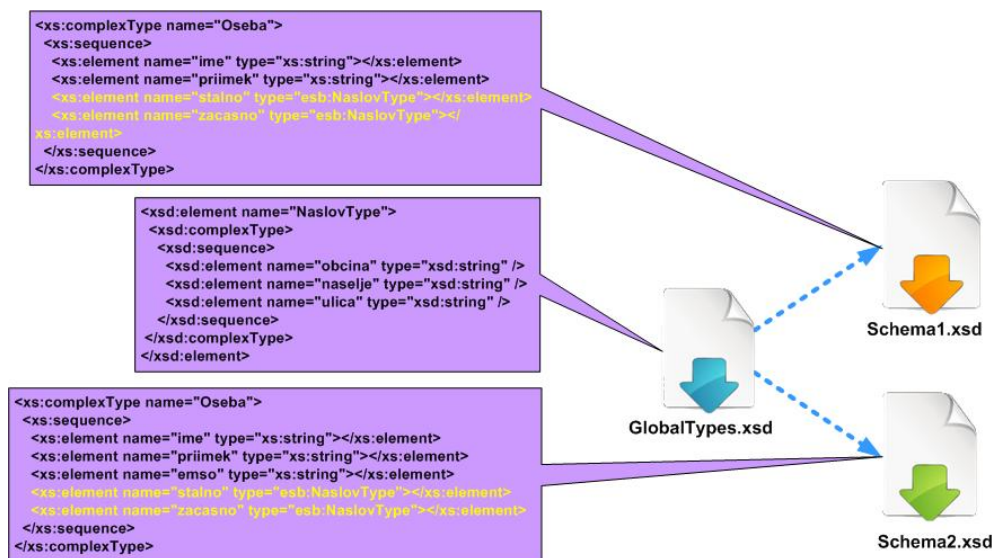 <xs:complexType name="Oseba">
<xs:sequence>
<xs:element name="ime" type="xs:string"></xs:element>
<xs:element name="priimek" type="xs:string"></xs:element>
<xs:element name="stalno" type="esb:NaslovType"></xs:element>
<xs:element name="zacasno" type="esb:NaslovType"></
xs:element>
</xs:sequence>
</xs:complexType>
<xsd:element name="NaslovType">
<xsd:complexType>
<xsd:sequence>
<xsd:element name="obcina" type="xsd:string" />
<xsd:element name="naselje" type="xsd:string" />
<xsd:element name="ulica" type="xsd:string" />
</xsd:sequence>
</xsd:complexType>
</xsd:element>
Schema1.xsd
GlobalTypes.xsd
<xs:complexType name="Oseba">
<xs:sequence>
<xs:element name="ime" type="xs:string"></xs:element>
<xs:element name="priimek" type="xs:string"></xs:element>
<xs:element name="emso" type="xs:string"></xs:element>
<xs:element name="stalno" type="esb:NaslovType"></xs:element>
<xs:element name="zacasno" type="esb:NaslovType"></xs:element>
</xs:sequence>
</xs:complexType>
Schema2.xsd